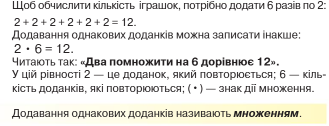 Щоб обчислити кількість іграшок, потрібно додати 6 разів по 2:
2 + 2 + 2 + 2 + 2 + 2 = 12.
Додавання однакових доданків можна записати інакше:
2 • 6 = 12.
Читають так: «Два помножити на 6 дорівнює 12».
У цій рівності 2 — це доданок, який повторюється; 6 — кіль-
кість доданків, які повторюються; ( • ) — знак дії множення.
Додавання однакових доданків називають множенням.